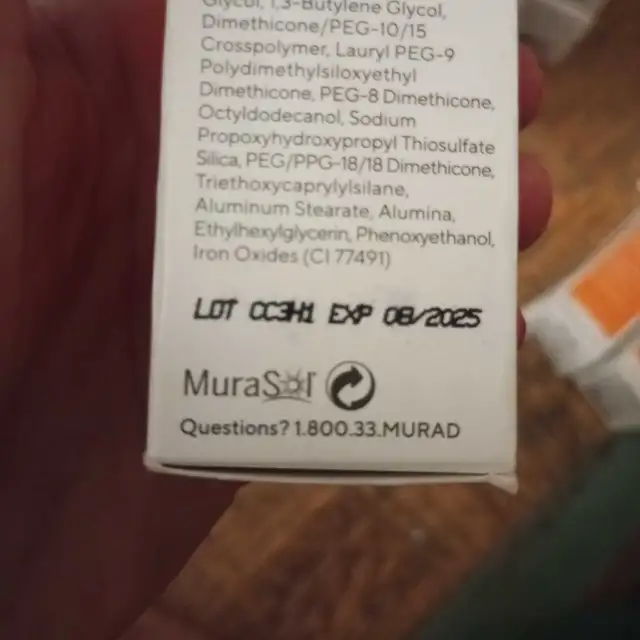 Glycol, 1,3-Butylene Glycol,
Dimethicone/PEG-10/15
Crosspolymer, Lauryl PEG-9
Polydimethylsiloxyethyl
Dimethicone, PEG-8 Dimethicone,
Octyldodecanol, Sodium
Propoxyhydroxypropyl Thiosulfate
Silica, PEG/PPG-18/18 Dimethicone,
Triethoxycaprylylsilane,
Aluminum Stearate, Alumina,
Ethylhexylglycerin, Phenoxyethanol,
Iron Oxides (CI 77491)
LOT CC3H1 EXP 08/2025
MuraSol
Questions? 1.800.33.MURAD